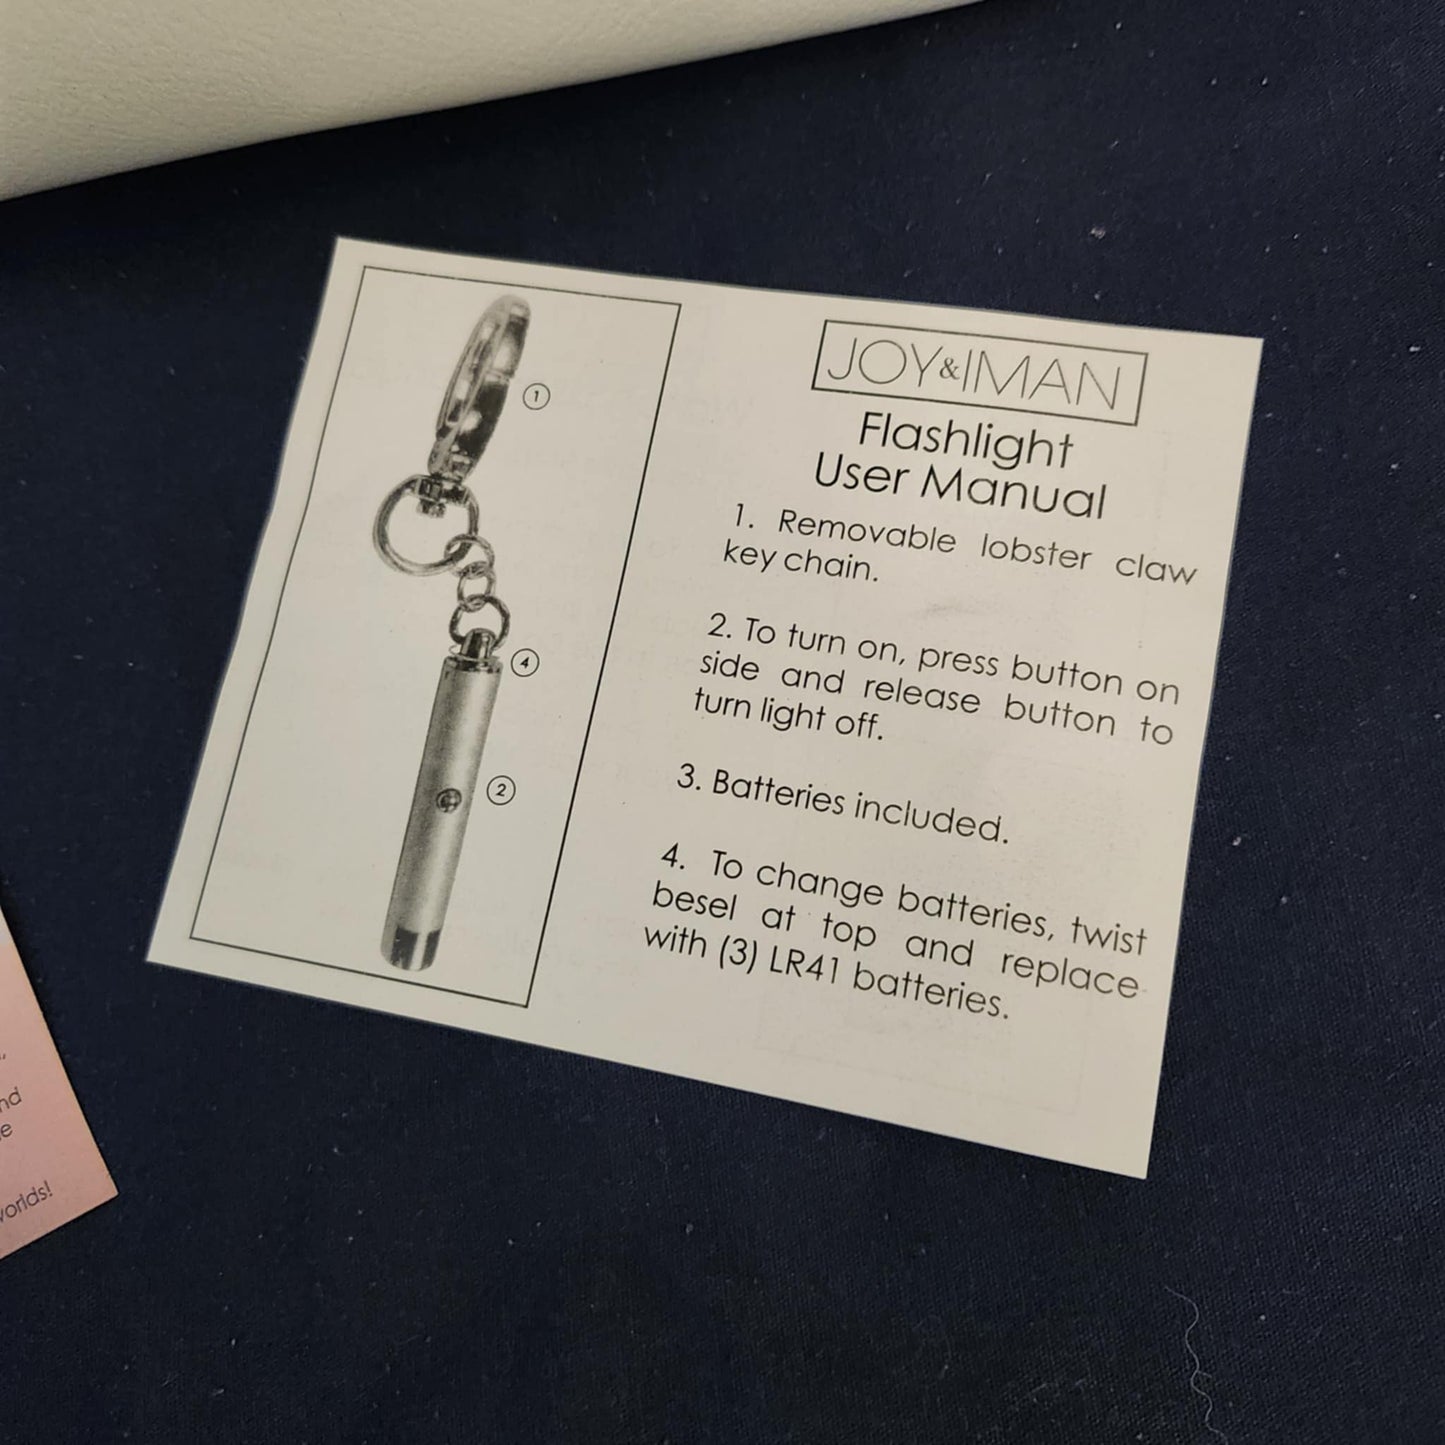 JOY&IMAN
Flashlight
User Manual
1. Removable lobster claw
key chain.
2. To turn on, press button on
side and release button to
turn light off.
3. Batteries included.
4. To change batteries, twist
besel at top and replace
with (3) LR41 batteries.
1
4
2